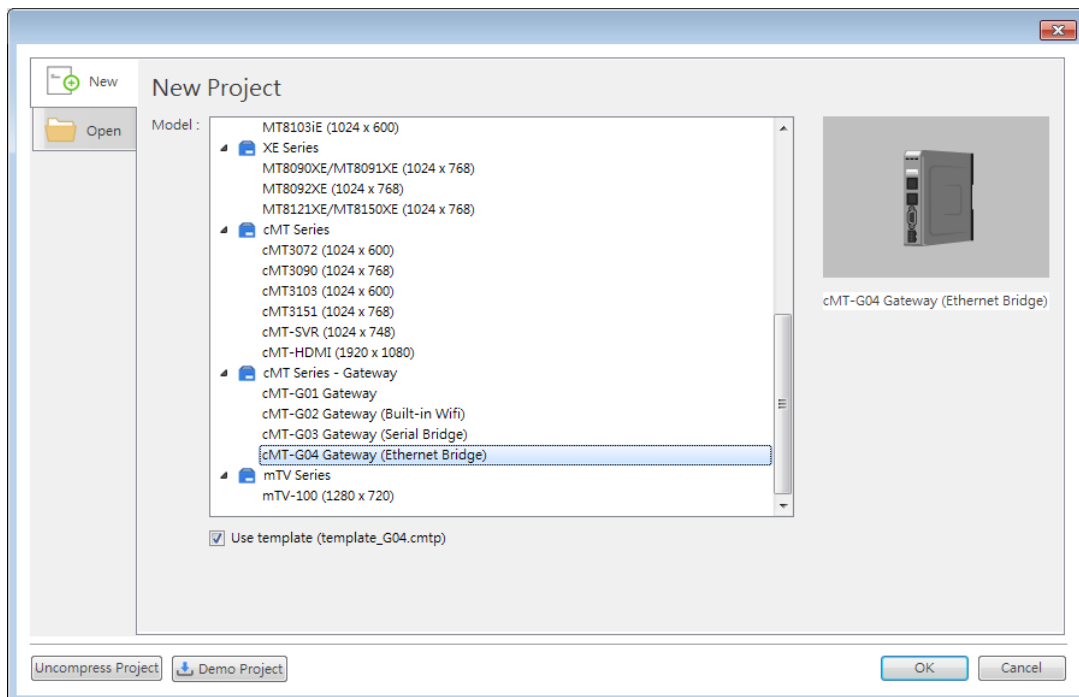 New
Open
New Project
Model :
MT8103iE (1024 x 600)
XE Series
MT8090XE/MT8091XE (1024 x 768)
MT8092XE (1024 x 768)
MT8121XE/MT8150XE (1024 x 768)
cMT Series
cMT3072 (1024 x 600)
cMT3090 (1024 x 768)
cMT3103 (1024 x 600)
cMT3151 (1024 x 768)
cMT-SVR (1024 x 748)
cMT-HDMI (1920 x 1080)
cMT Series - Gateway
cMT-G01 Gateway
cMT-G02 Gateway (Built-in Wifi)
cMT-G03 Gateway (Serial Bridge)
cMT-G04 Gateway (Ethernet Bridge)
mTV Series
mTV-100 (1280 x 720)
cMT-G04 Gateway (Ethernet Bridge)
Use template (template_G04.cmtp)
Uncompress Project
Demo Project
OK
Cancel